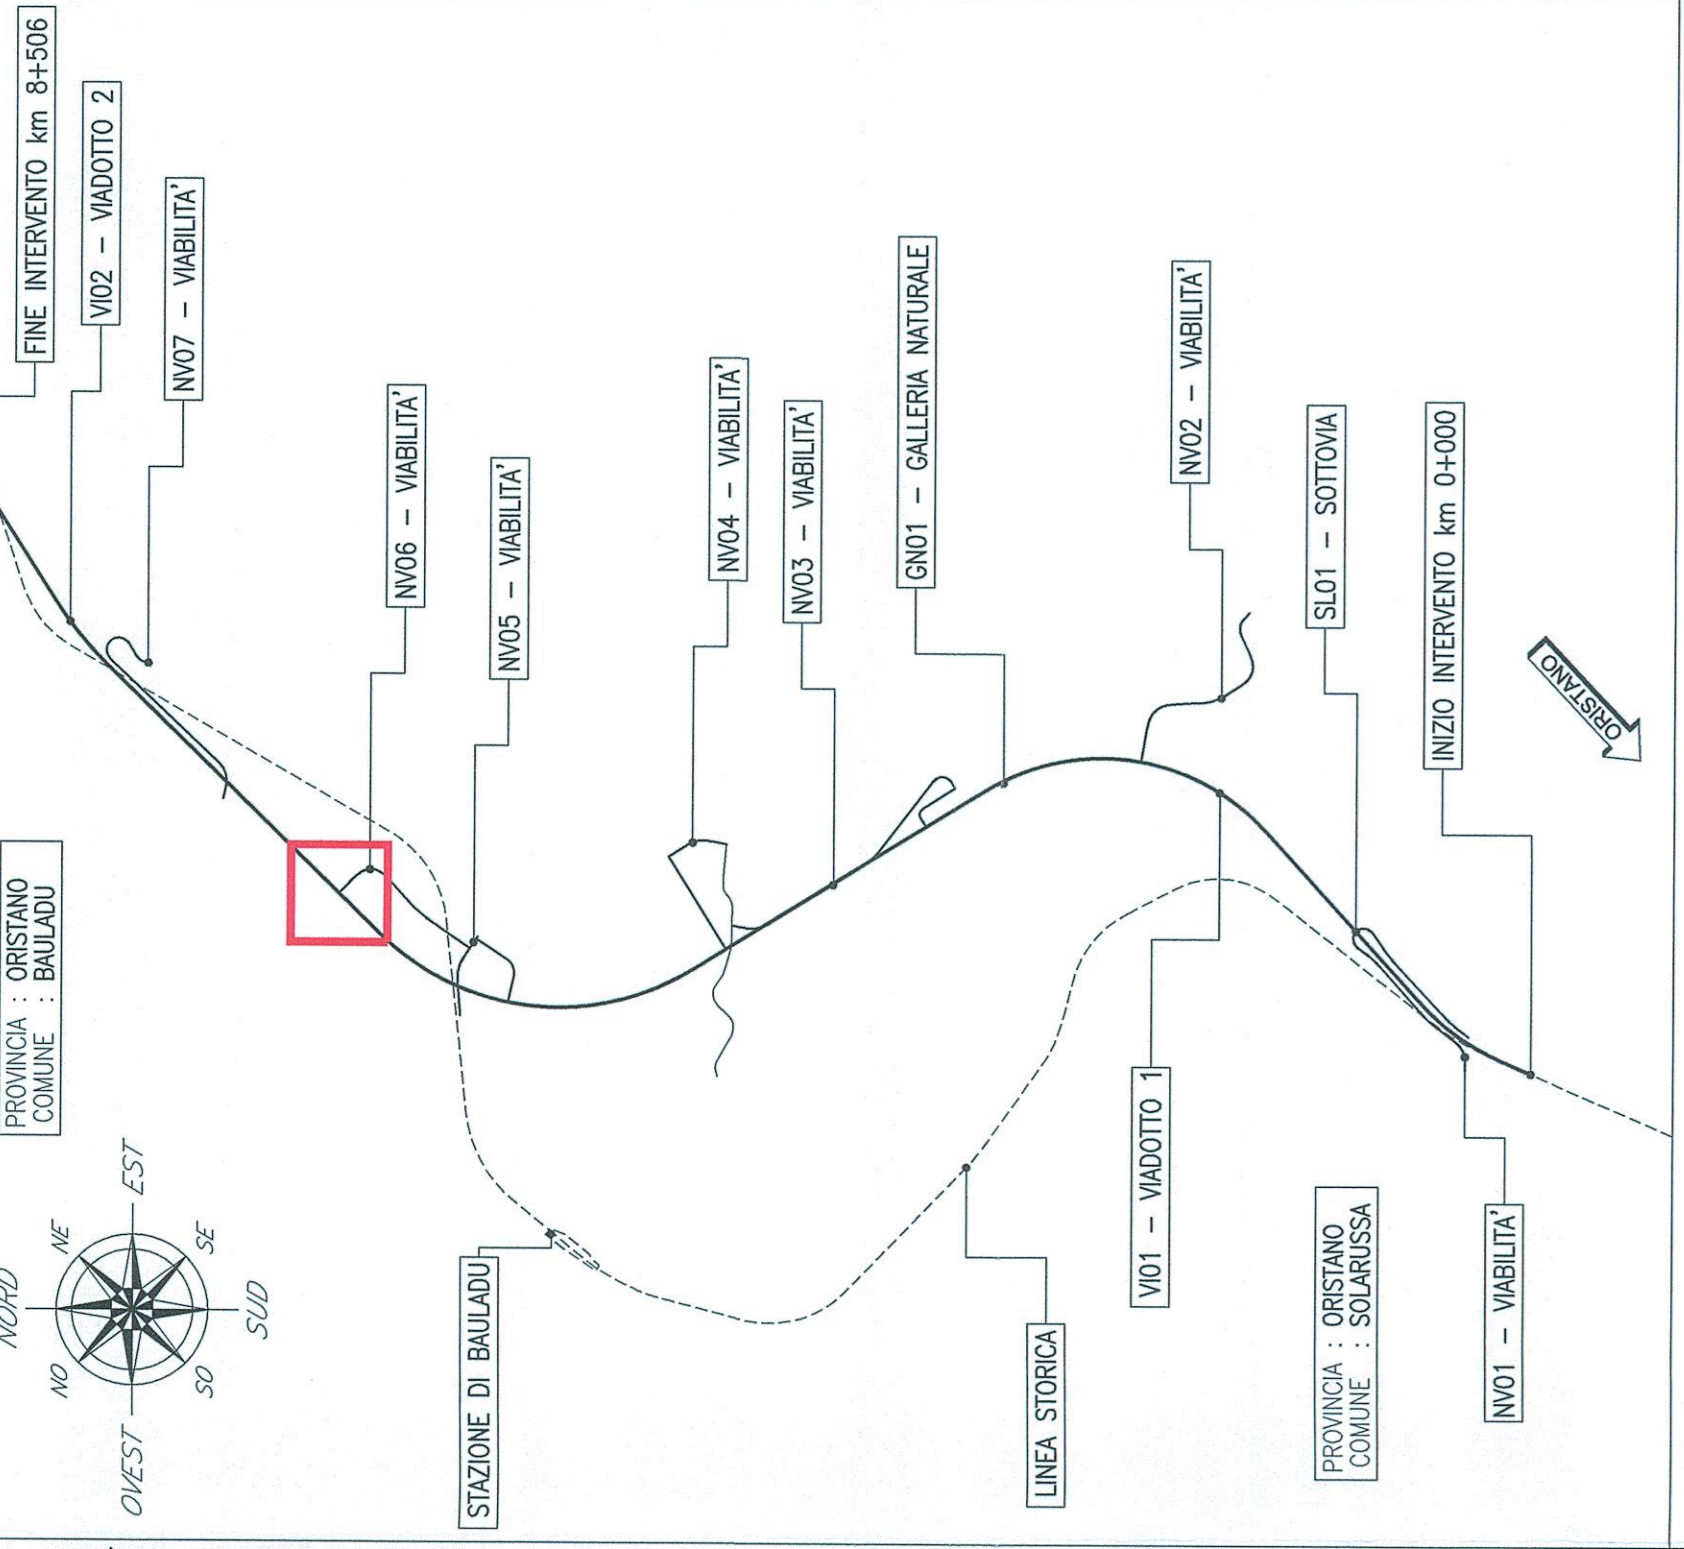 FINE INTERVENTO km 8+506
VI02 – VIADOTTO 2
NV07 – VIABILITA'
NV06 – VIABILITA'
NV05 – VIABILITA'
NV04 – VIABILITA'
NV03 – VIABILITA'
GN01 – GALLERIA NATURALE
NV02 – VIABILITA'
SL01 – SOTTOVIA
INIZIO INTERVENTO km 0+000
ORISTANO
PROVINCIA : ORISTANO
COMUNE : BAULADU
NORD
NE
EST
SE
SUD
SO
OVEST
NO
STAZIONE DI BAULADU
LINEA STORICA
VI01 – VIADOTTO 1
PROVINCIA : ORISTANO
COMUNE : SOLARUSSA
NV01 – VIABILITA'